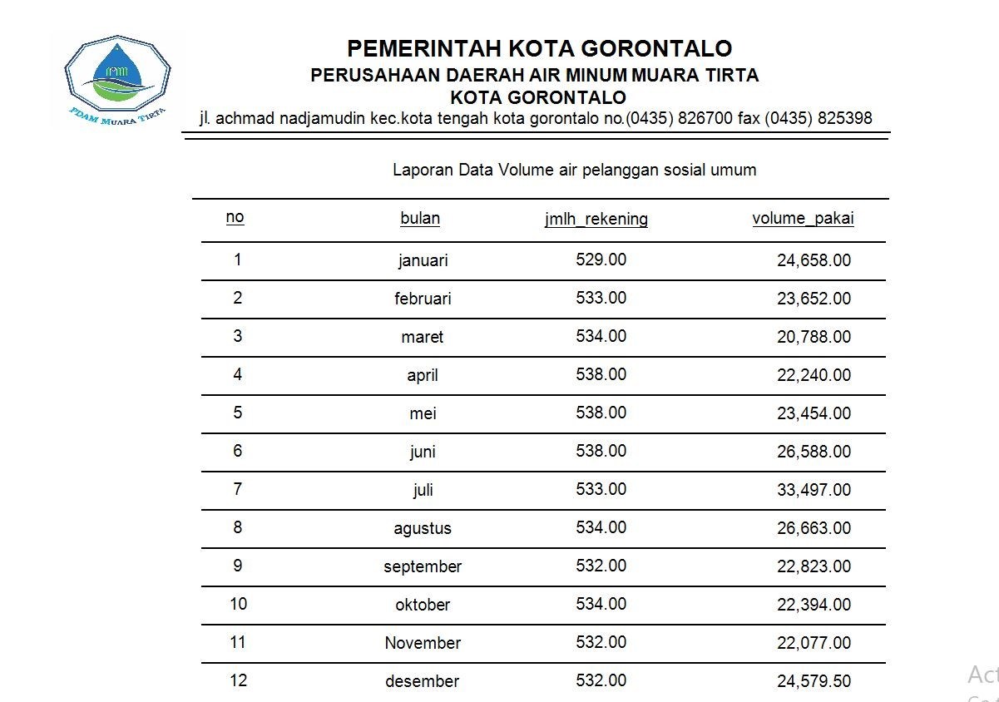 PDAM MUARA TIRTA
PEMERINTAH KOTA GORONTALO
PERUSAHAAN DAERAH AIR MINUM MUARA TIRTA
KOTA GORONTALO
jl. achmad nadjamudin kec.kota tengah kota gorontalo no.(0435) 826700 fax (0435) 825398
Laporan Data Volume air pelanggan sosial umum
no bulan jmlh_rekening volume_pakai
1 januari 529.00 24,658.00
2 februari 533.00 23,652.00
3 maret 534.00 20,788.00
4 april 538.00 22,240.00
5 mei 538.00 23,454.00
6 juni 538.00 26,588.00
7 juli 533.00 33,497.00
8 agustus 534.00 26,663.00
9 september 532.00 22,823.00
10 oktober 534.00 22,394.00
11 November 532.00 22,077.00
12 desember 532.00 24,579.50
Act